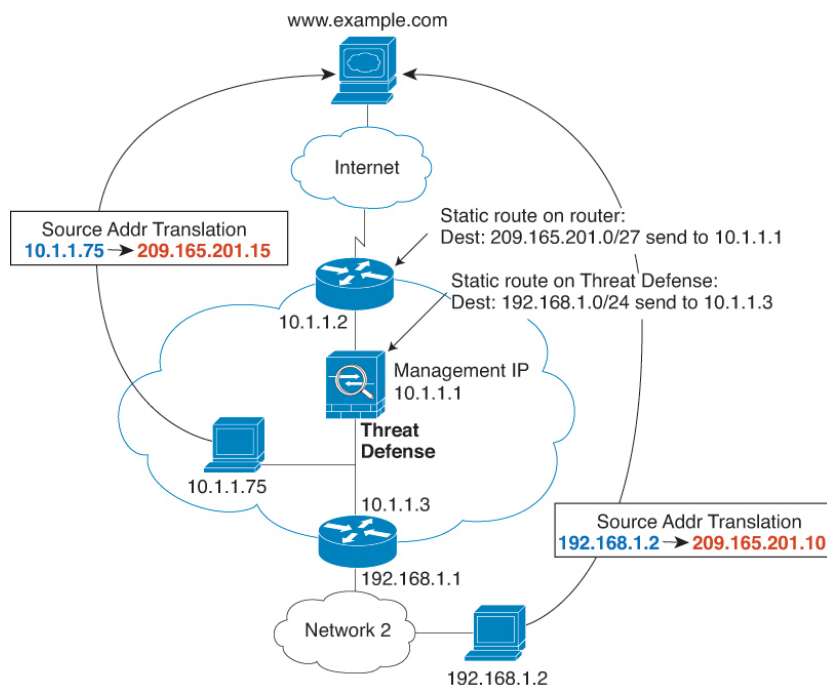 www.example.com
Internet
Source Addr Translation
10.1.1.75 → 209.165.201.15
Static route on router:
Dest: 209.165.201.0/27 send to 10.1.1.1
Static route on Threat Defense:
Dest: 192.168.1.0/24 send to 10.1.1.3
10.1.1.2
Management IP
10.1.1.1
Threat
Defense
10.1.1.75
10.1.1.3
Source Addr Translation
192.168.1.2 → 209.165.201.10
192.168.1.1
Network 2
192.168.1.2